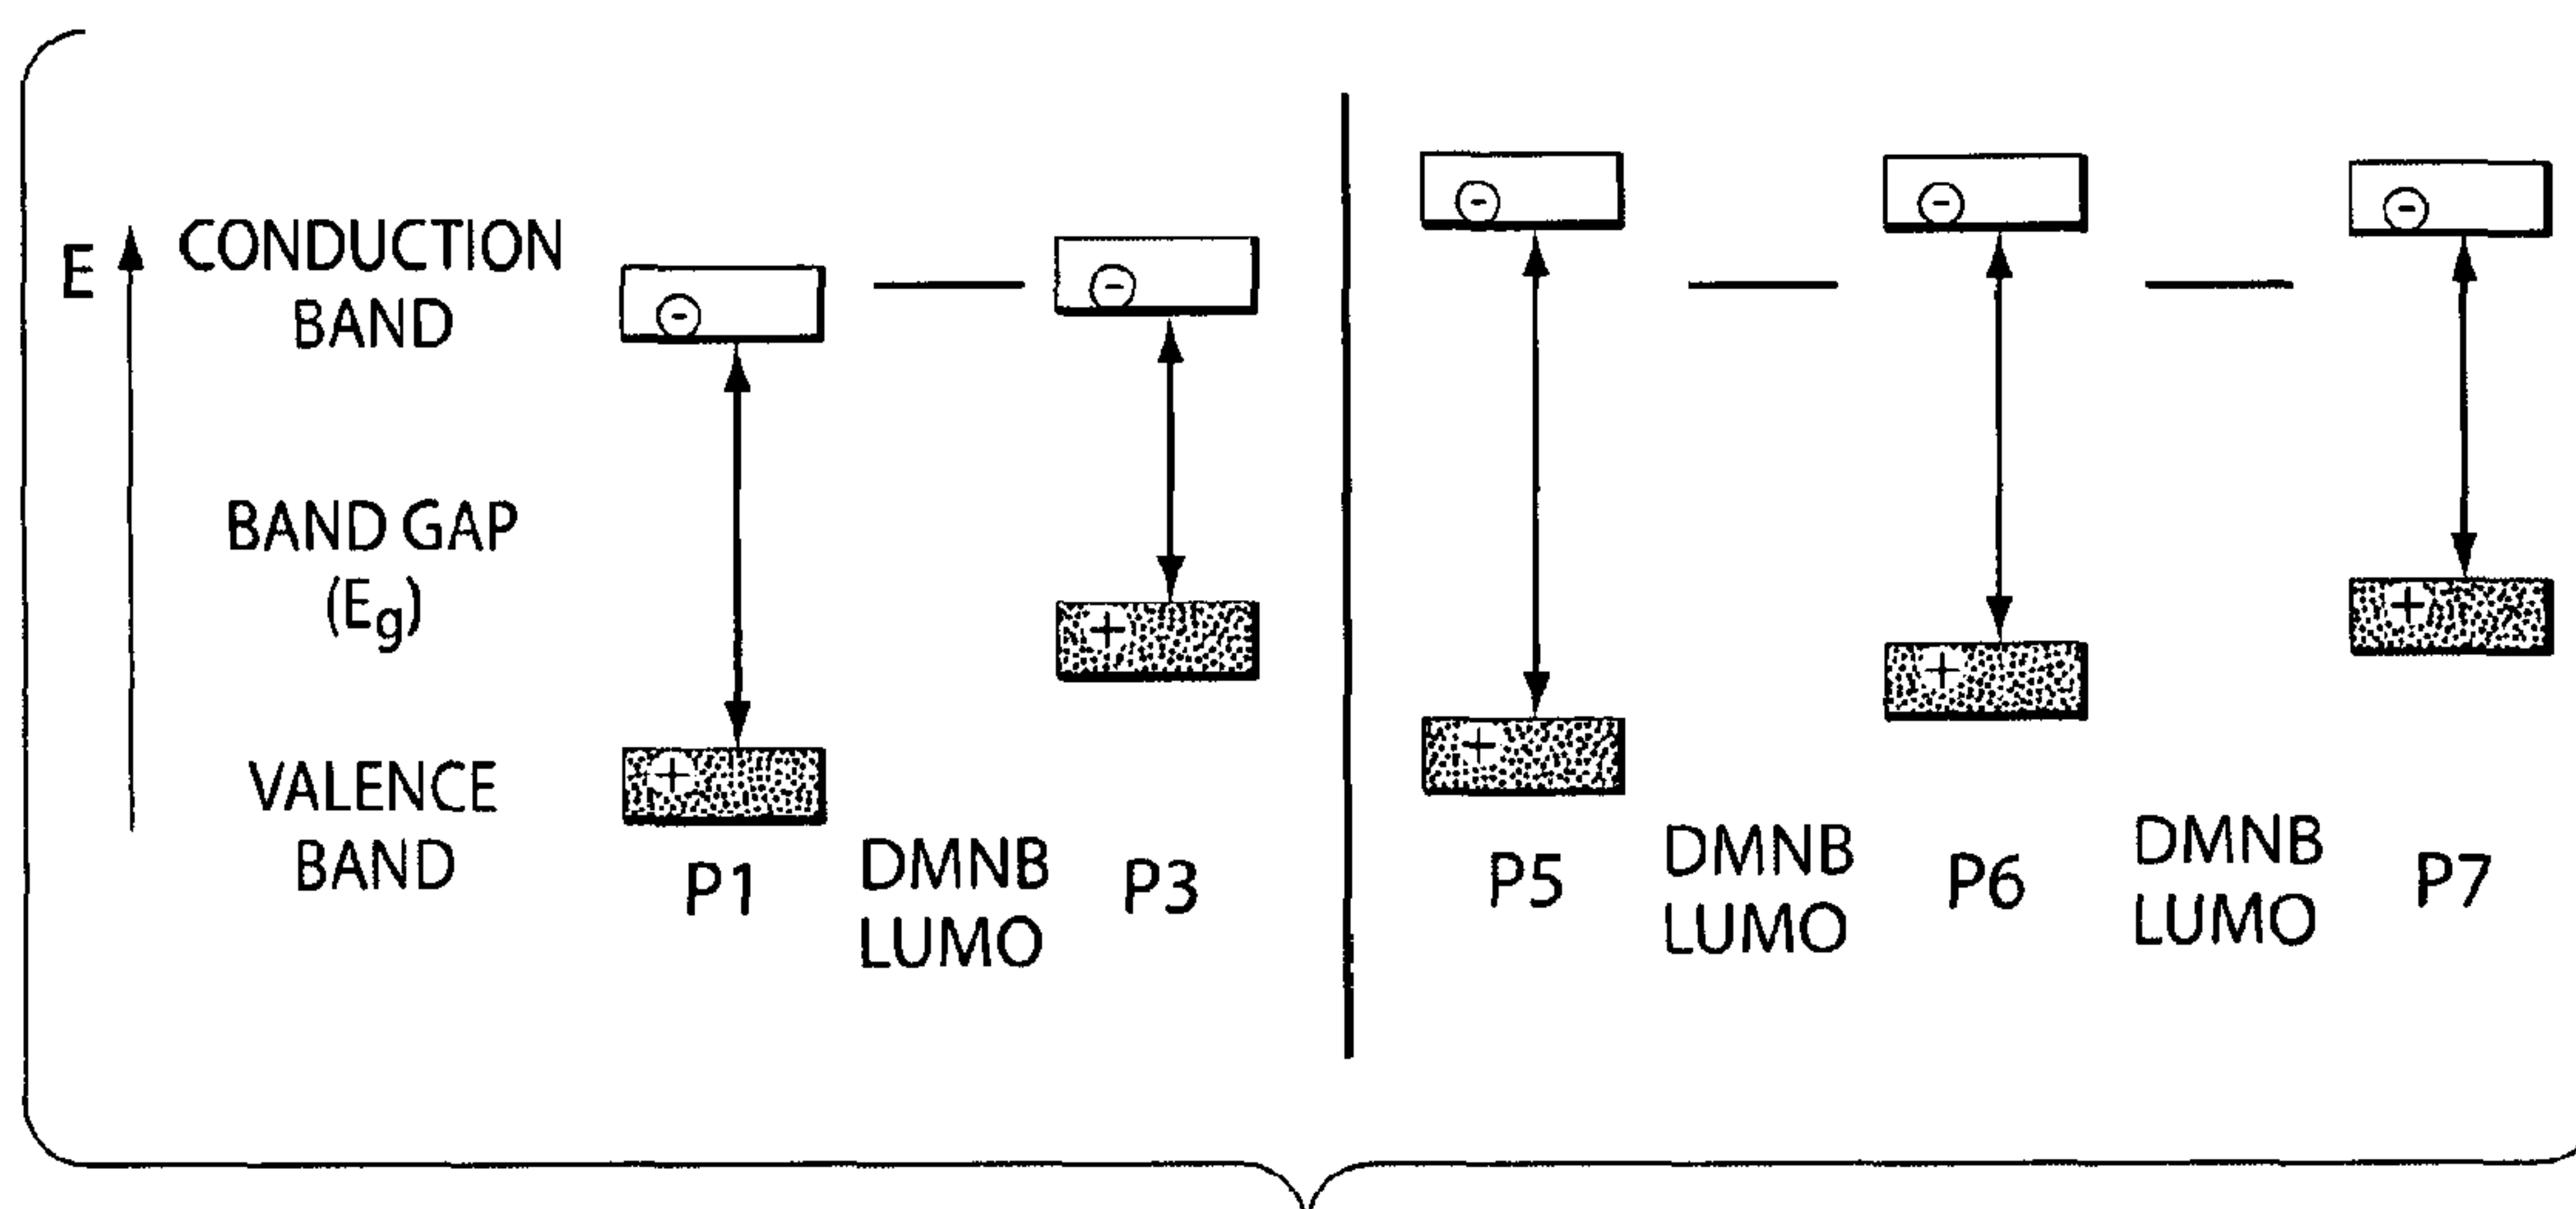 E
CONDUCTION
BAND
BAND GAP
(Eg)
VALENCE
BAND
P1
DMNB
LUMO
P3
P5
DMNB
LUMO
P6
DMNB
LUMO
P7
-
-
-
-
-
+
+
+
+
+